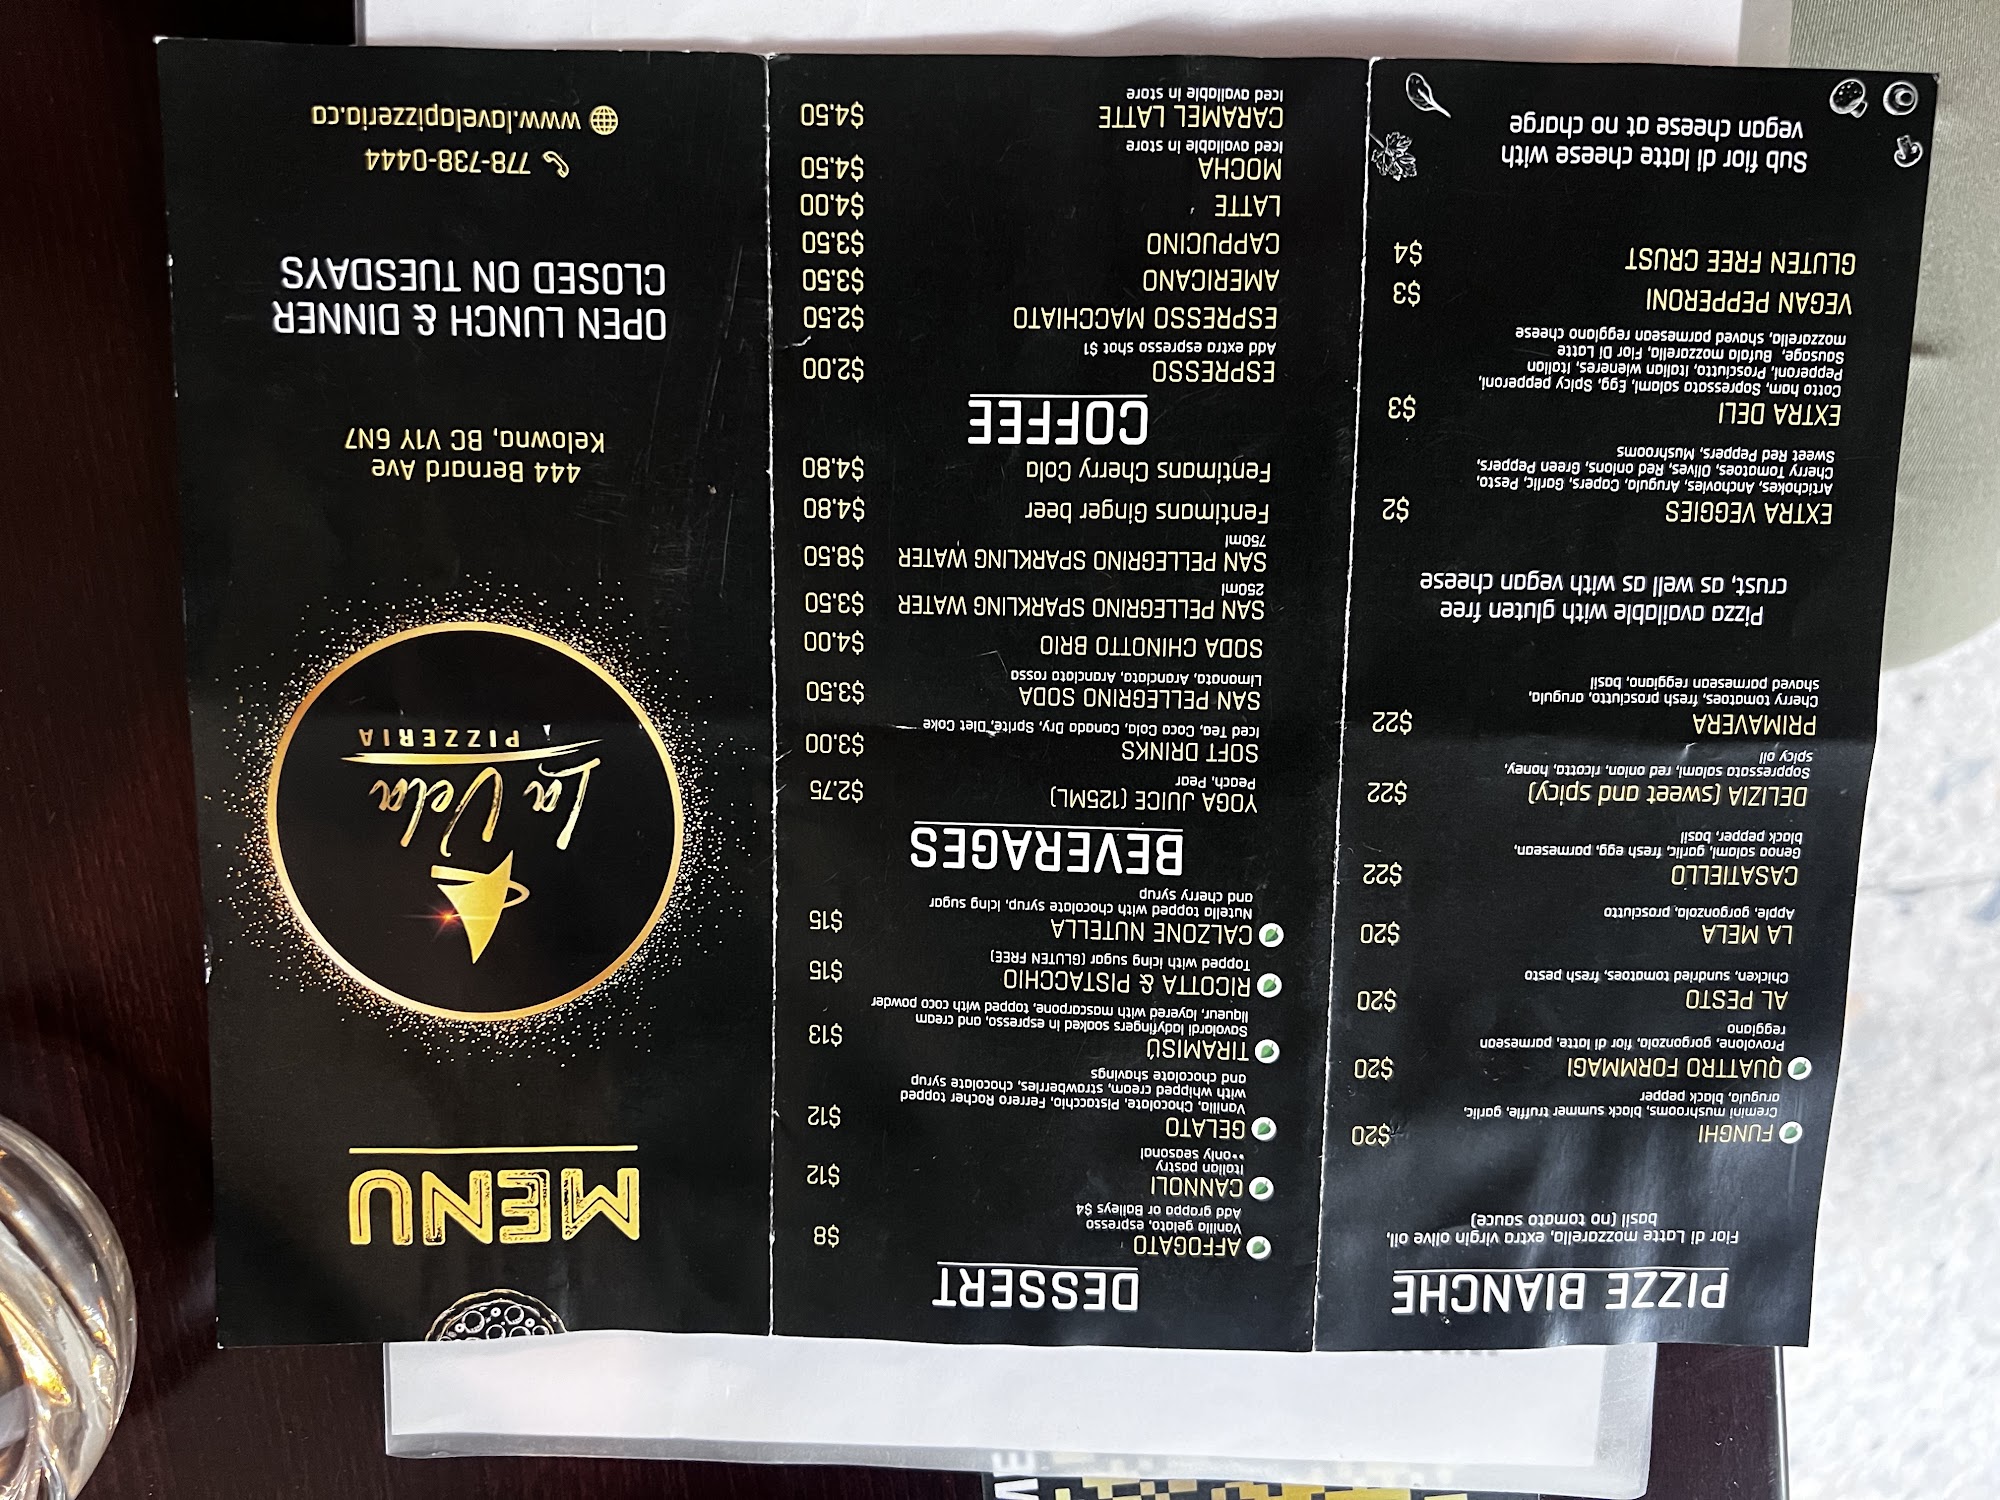 PIZZE BIANCHE
Fior di Latte mozzarella, extra virgin olive oil,
basil (no tomato sauce)
FUNGHI $20
Cremini mushrooms, black summer truffle, garlic,
arugula, black pepper
QUATTRO FORMMAGI $20
Provolone, gorgonzola, fior di latte, parmesean
reggiano
AL PESTO $20
Chicken, sundried tomatoes, fresh pesto
LA MELA $20
Apple, gorgonzola, prosciutto
CASATIELLO $22
Genoa salami, garlic, fresh egg, parmesean,
black pepper, basil
DELIZIA (sweet and spicy) $22
Soppressata salami, red onion, ricotta, honey,
spicy oil
PRIMAVERA $22
Cherry tomatoes, fresh prosciutto, arugula,
shaved parmesean reggiano, basil
Pizza available with gluten free
crust, as well as with vegan cheese
EXTRA VEGGIES $2
Artichokes, Anchovies, Arugula, Capers, Garlic, Pesto,
Cherry Tomatoes, Olives, Red onions, Green Peppers,
Sweet Red Peppers, Mushrooms
EXTRA DELI $3
Cotto ham, Sopressata salami, Egg, Spicy pepperoni,
Pepperoni, Prosciutto, Italian wieneres, Italian
Sausage, Bufala mozzarella, Fior Di Latte
mozzarella, shaved parmesean reggiano cheese
VEGAN PEPPERONI $3
GLUTEN FREE CRUST $4
Sub fior di latte cheese with
vegan cheese at no charge
DESSERT
AFFOGATO $8
Vanilla gelato, espresso
Add grappa or Baileys $4
CANNOLI $12
Italian pastry
**only seasonal
GELATO $12
Vanilla, Chocolate, Pistacchio, Ferrero Rocher topped
with whipped cream, strawberries, chocolate syrup
and chocolate shavings
TIRAMISÚ $13
Savoiardi ladyfingers soaked in espresso, and cream
liqueur, layered with mascarpone, topped with coco powder
RICOTTA & PISTACCHIO $15
Topped with icing sugar (GLUTEN FREE)
CALZONE NUTELLA $15
Nutella topped with chocolate syrup, icing sugar
and cherry syrup
BEVERAGES
YOGA JUICE (125ML) $2.75
Peach, Pear
SOFT DRINKS $3.00
Iced Tea, Coca Cola, Canada Dry, Sprite, Diet Coke
SAN PELLEGRINO SODA $3.50
Limonata, Aranciata, Aranciata rossa
SODA CHINOTTO BRIO $4.00
SAN PELLEGRINO SPARKLING WATER $3.50
250ml
SAN PELLEGRINO SPARKLING WATER $8.50
750ml
Fentimans Ginger beer $4.80
Fentimans Cherry Cola $4.80
COFFEE
ESPRESSO $2.00
Add extra espresso shot $1
ESPRESSO MACCHIATO $2.50
AMERICANO $3.50
CAPPUCINO $3.50
LATTE $4.00
MOCHA $4.50
Iced available in store
CARAMEL LATTE $4.50
Iced available in store
MENU
La Vela
PIZZERIA
444 Bernard Ave
Kelowna, BC V1Y 6N7
OPEN LUNCH & DINNER
CLOSED ON TUESDAYS
778-738-0444
www.lavelapizzeria.ca